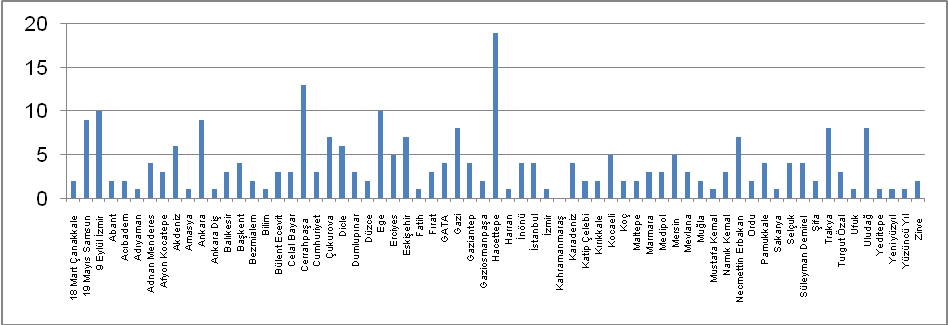 20
15
10
5
0
18 Mart Çanakkale
19 Mayıs Samsun
9 Eylül İzmir
Abant
Acıbadem
Adıyaman
Adnan Menderes
Afyon Kocatepe
Akdeniz
Amasya
Ankara
Ankara Diş
Balıkesir
Başkent
Bezmialem
Bilim
Bülent Ecevit
Celal Bayar
Cerrahpaşa
Cumhuriyet
Çukurova
Dicle
Dumlupınar
Düzce
Ege
Erciyes
Eskişehir
Fatih
Fırat
GATA
Gazi
Gaziantep
Gaziosmanpaşa
Hacettepe
Harran
İnönü
İstanbul
İzmir
Kahramanmaraş
Karadeniz
Katip Çelebi
Kırıkkale
Kocaeli
Koç
Maltepe
Marmara
Medipol
Mersin
Mevlana
Muğla
Mustafa Kemal
Namık Kemal
Necmettin Erbakan
Ordu
Pamukkale
Sakarya
Selçuk
Süleyman Demirel
Şifa
Trakya
Turgut Özal
Ufuk
Uludağ
Yeditepe
Yeniyüzyıl
Yüzüncü Yıl
Zirve